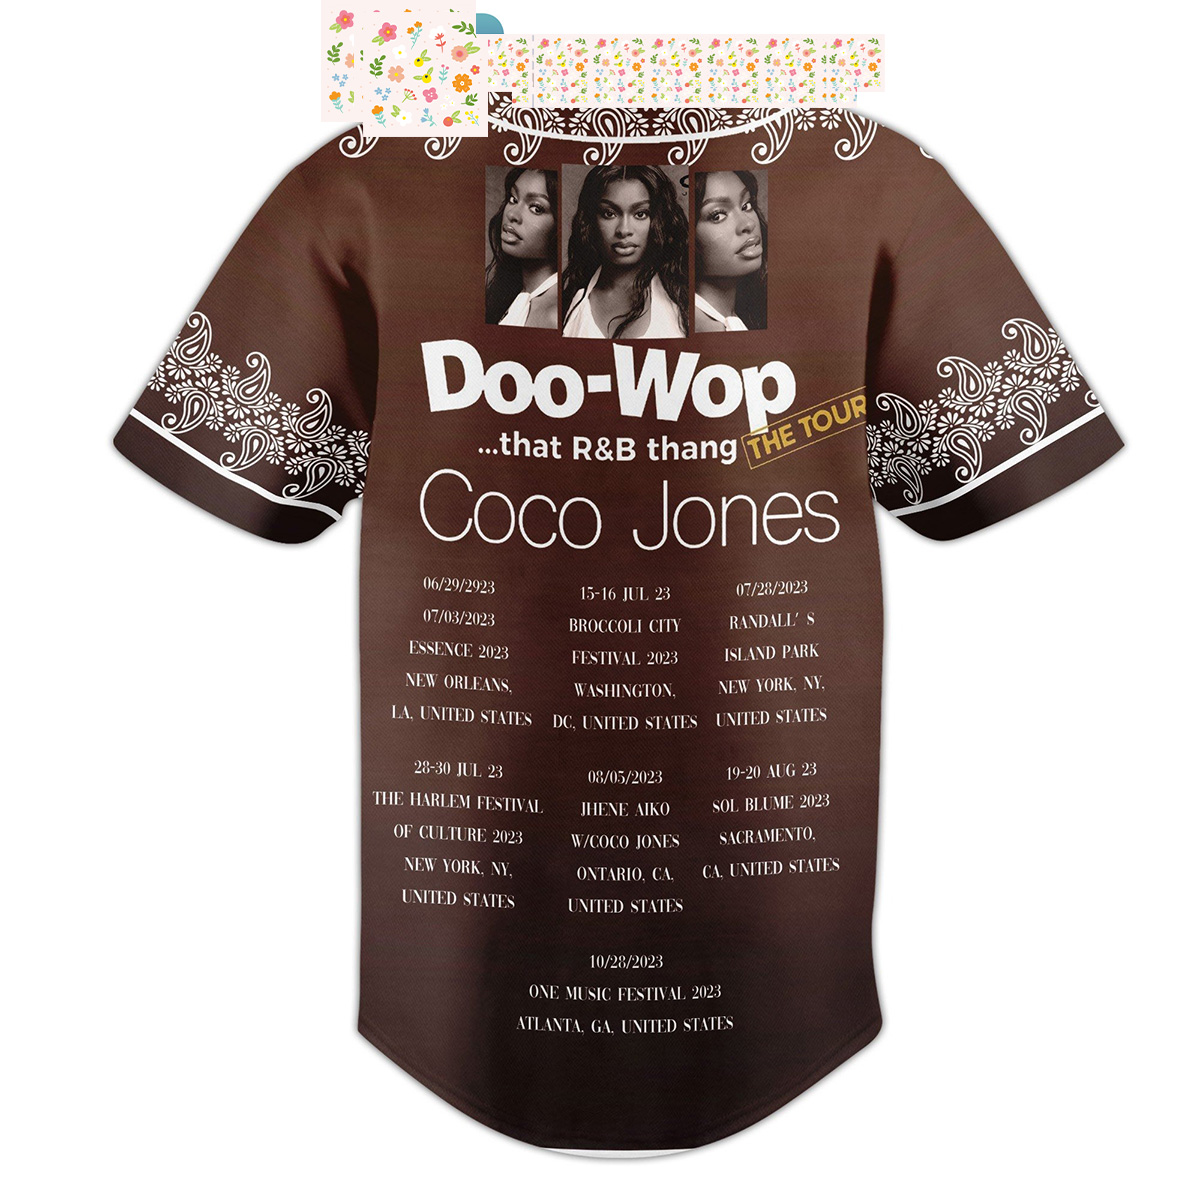 Doo-Wop
...that R&B thang
THE TOUR
Coco Jones
06/29/2923
07/03/2023
ESSENCE 2023
NEW ORLEANS,
LA, UNITED STATES
15-16 JUL 23
BROCCOLI CITY
FESTIVAL 2023
WASHINGTON,
DC, UNITED STATES
07/28/2023
RANDALL' S
ISLAND PARK
NEW YORK, NY,
UNITED STATES
28-30 JUL 23
THE HARLEM FESTIVAL
OF CULTURE 2023
NEW YORK, NY,
UNITED STATES
08/05/2023
JHENE AIKO
W/COCO JONES
ONTARIO, CA,
UNITED STATES
19-20 AUG 23
SOL BLUME 2023
SACRAMENTO,
CA, UNITED STATES
10/28/2023
ONE MUSIC FESTIVAL 2023
ATLANTA, GA, UNITED STATES